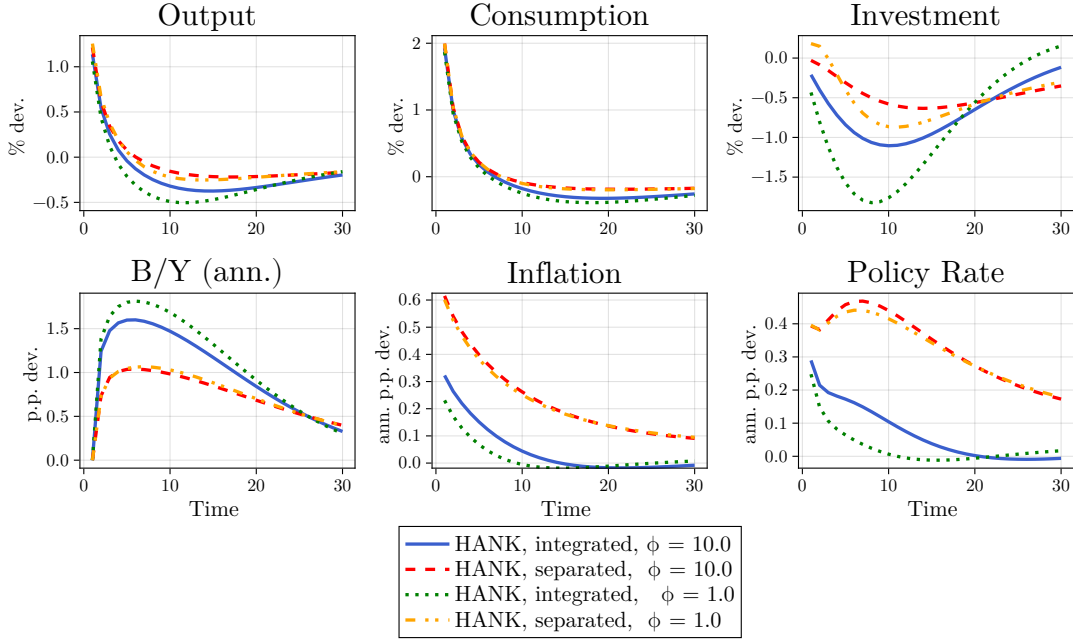 Output
Consumption
Investment
% dev.
1.0
0.5
0.0
−0.5
0
10
20
30
% dev.
2
1
0
0
10
20
30
% dev.
0.0
−0.5
−1.0
−1.5
0
10
20
30
B/Y (ann.)
Inflation
Policy Rate
p.p. dev.
1.5
1.0
0.5
0.0
0
10
20
30
Time
ann. p.p. dev.
0.6
0.5
0.4
0.3
0.2
0.1
0.0
0
10
20
30
Time
ann. p.p. dev.
0.4
0.3
0.2
0.1
0.0
0
10
20
30
Time
HANK, integrated, ϕ = 10.0
HANK, separated, ϕ = 10.0
HANK, integrated, ϕ = 1.0
HANK, separated, ϕ = 1.0